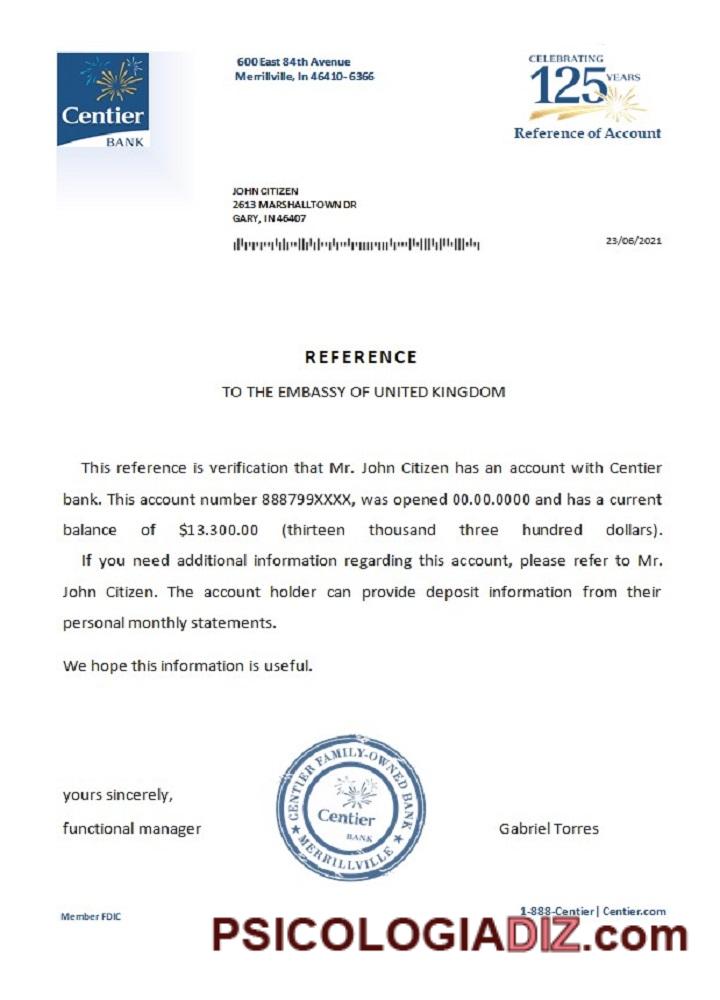 Centier
BANK
600 East 84th Avenue
Merrillville, In 46410-6366
CELEBRATING
125 YEARS
Reference of Account
JOHN CITIZEN
2613 MARSHALLTOWN DR
GARY, IN 46407
23/06/2021
REFERENCE
TO THE EMBASSY OF UNITED KINGDOM
This reference is verification that Mr. John Citizen has an account with Centier
bank. This account number 888799XXXX, was opened 00.00.0000 and has a current
balance of $13.300.00 (thirteen thousand three hundred dollars).
If you need additional information regarding this account, please refer to Mr.
John Citizen. The account holder can provide deposit information from their
personal monthly statements.
We hope this information is useful.
CENTIER FAMILY-OWNED BANK
Centier
BANK
★ MERRILLVILLE ★
yours sincerely,
functional manager
Gabriel Torres
Member FDIC
1-888-Centier | Centier.com
PSICOLOGIADIZ.com